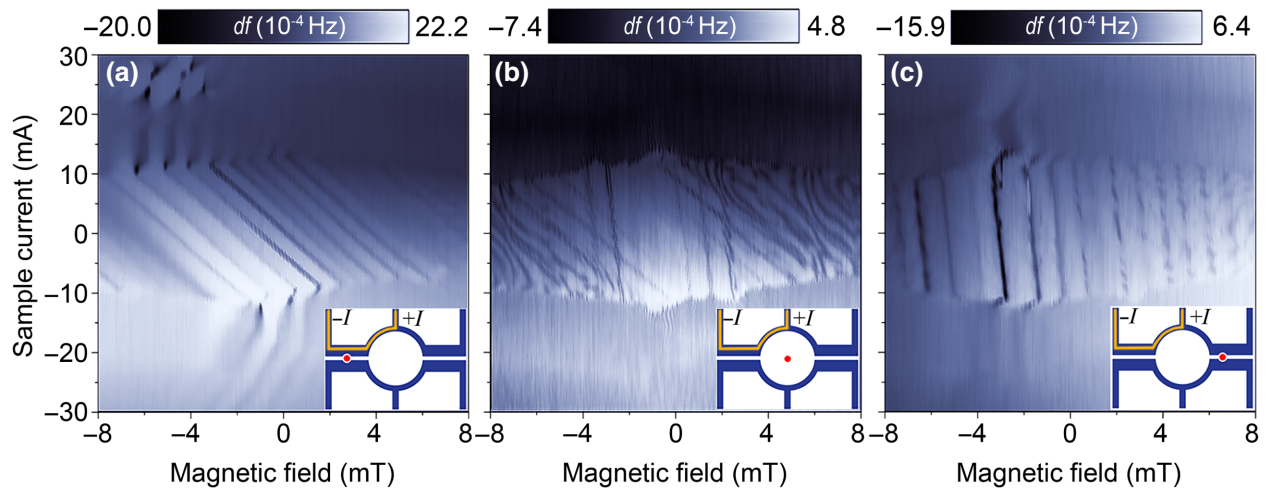 −20.0 df (10-4 Hz) 22.2
−7.4 df (10-4 Hz) 4.8
−15.9 df (10-4 Hz) 6.4
Sample current (mA)
30
20
10
0
−10
−20
−30
(a)
−I +I
−8 −4 0 4 8
Magnetic field (mT)
(b)
−I +I
−8 −4 0 4 8
Magnetic field (mT)
(c)
−I +I
−8 −4 0 4 8
Magnetic field (mT)